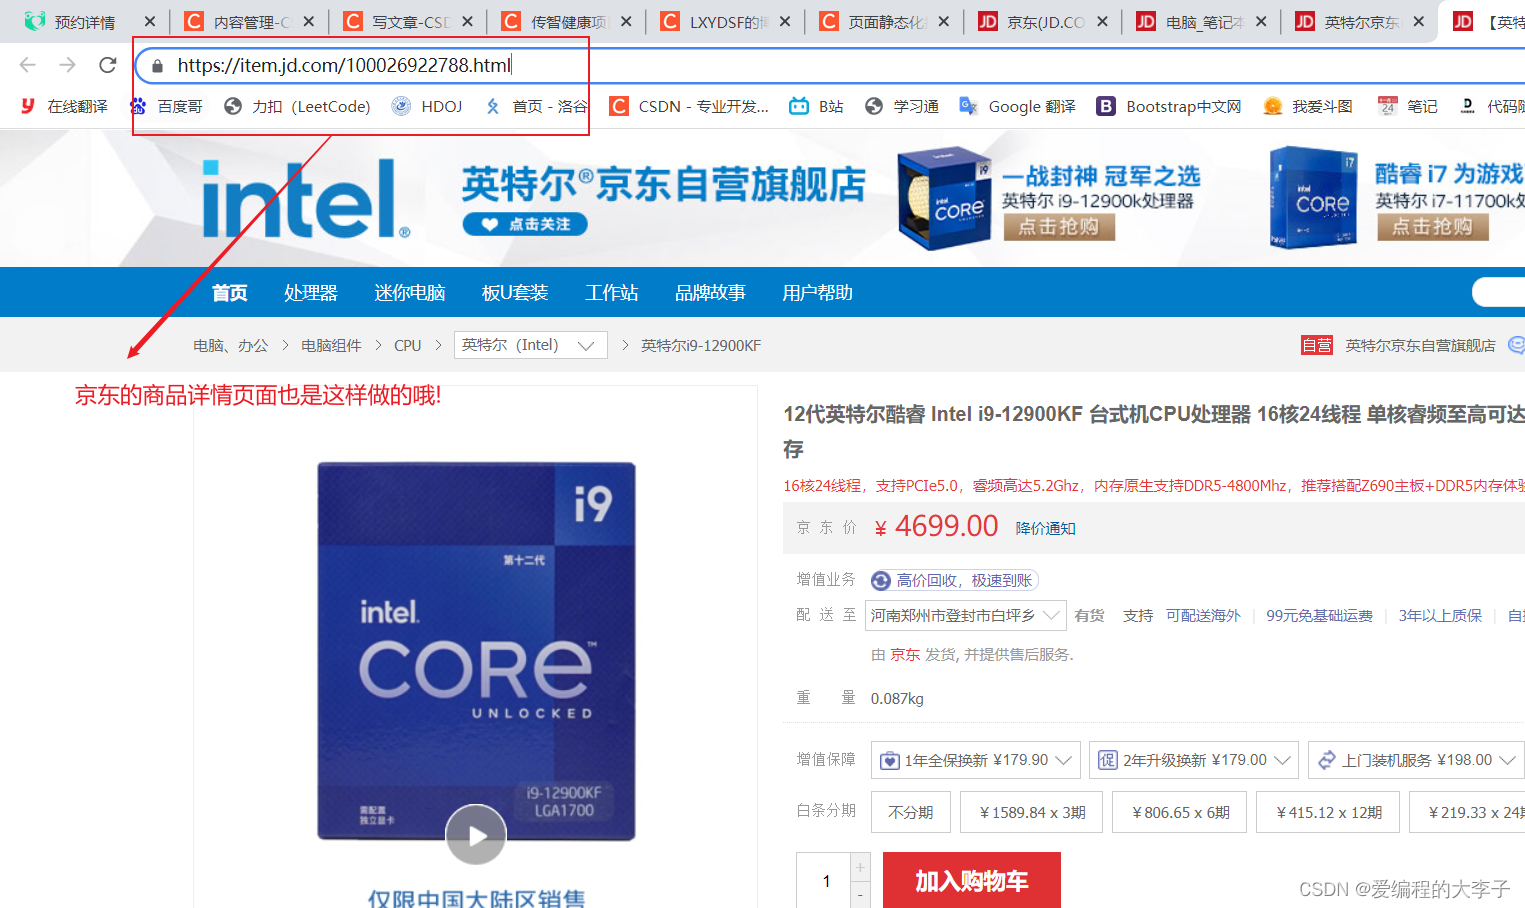 预约详情
内容管理-C
写文章-CSD
传智健康项
LXYDSF的博
页面静态化
京东(JD.CO
电脑_笔记本
英特尔京东
【英特
https://item.jd.com/100026922788.html
在线翻译
百度哥
力扣 (LeetCode)
HDOJ
首页 - 洛谷
CSDN - 专业开发...
B站
学习通
Google 翻译
Bootstrap中文网
我爱斗图
笔记
代码随
intel®
英特尔®京东自营旗舰店
点击关注
一战封神 冠军之选
英特尔 i9-12900k处理器
点击抢购
酷睿 i7 为游戏
英特尔 i7-11700k处
点击抢购
首页 处理器 迷你电脑 板U套装 工作站 品牌故事 用户帮助
电脑、办公 > 电脑组件 > CPU > 英特尔 (Intel) > 英特尔i9-12900KF
自营 英特尔京东自营旗舰店
京东的商品详情页面也是这样做的哦!
12代英特尔酷睿 Intel i9-12900KF 台式机CPU处理器 16核24线程 单核睿频至高可达
存
16核24线程，支持PCIe5.0，睿频高达5.2Ghz，内存原生支持DDR5-4800Mhz，推荐搭配Z690主板+DDR5内存体验
京东价 ￥4699.00 降价通知
增值业务 高价回收，极速到账
配送至 河南郑州市登封市白坪乡 有货 支持 可配送海外 | 99元免基础运费 | 3年以上质保 |
由 京东 发货, 并提供售后服务.
重量 0.087kg
增值保障 1年全保换新 ¥179.90 促 2年升级换新 ¥179.00 上门装机服务 ¥198.00
白条分期 不分期 ￥1589.84 x 3期 ￥806.65 x 6期 ￥415.12 x 12期 ￥219.33 x 24期
1 + -
加入购物车
i9
第十二代
intel.
CORE™
UNLOCKED
i9-12900KF
LGA1700
需配置
独立显卡
仅限中国大陆区销售
CSDN @爱编程的大李子